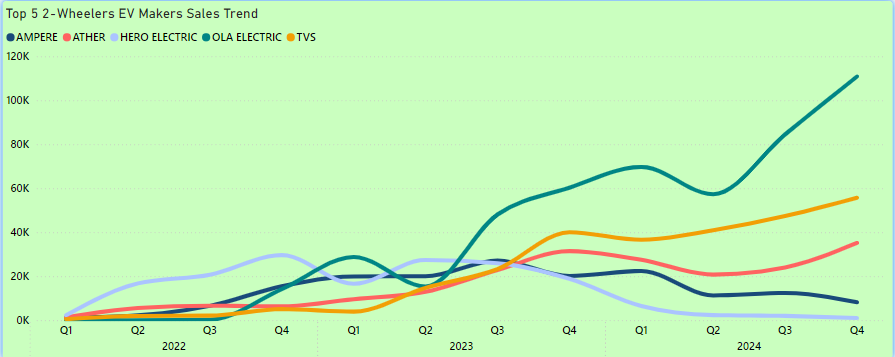 Top 5 2-Wheelers EV Makers Sales Trend
AMPERE ATHER HERO ELECTRIC OLA ELECTRIC TVS
120K
100K
80K
60K
40K
20K
0K
Q1 Q2 Q3 Q4 Q1 Q2 Q3 Q4 Q1 Q2 Q3 Q4
2022 2023 2024